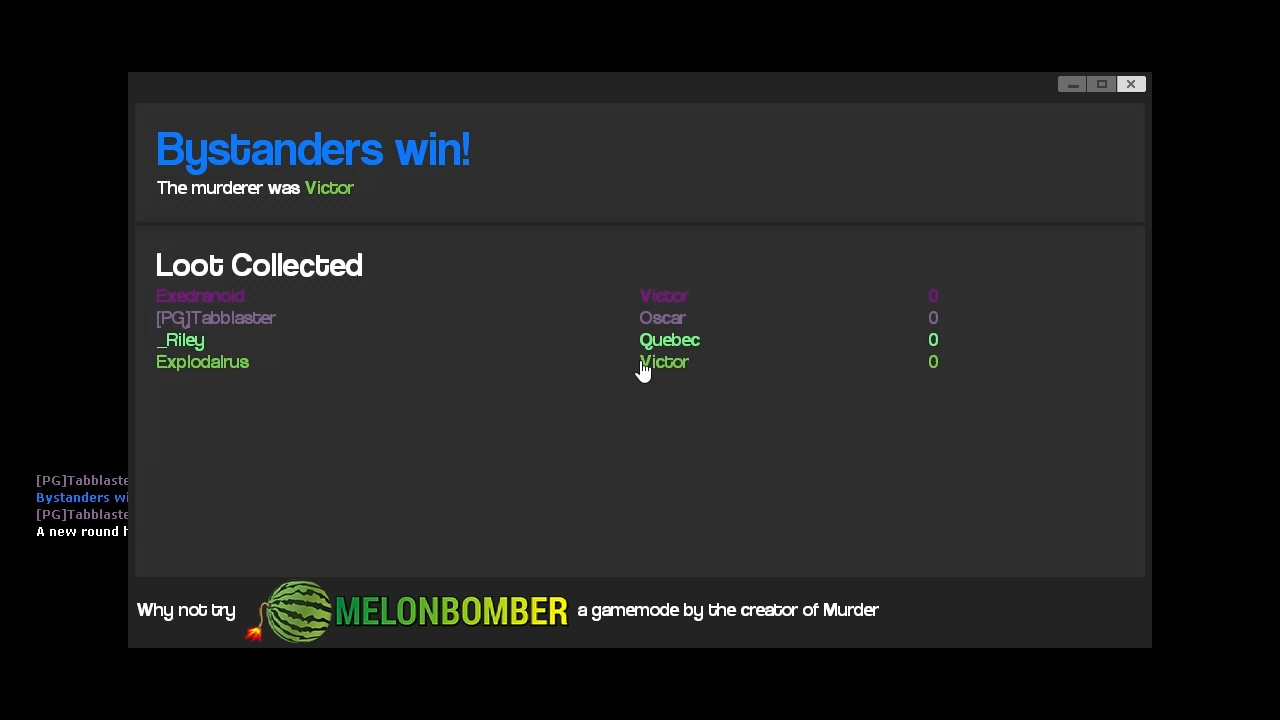 Bystanders win!
The murderer was Victor
Loot Collected
Exedranoid Victor 0
[PG]Tabblaster Oscar 0
_Riley Quebec 0
Explodalrus Victor 0
[PG]Tabblaste
Bystanders wi
[PG]Tabblaste
A new round h
Why not try MELONBOMBER a gamemode by the creator of Murder